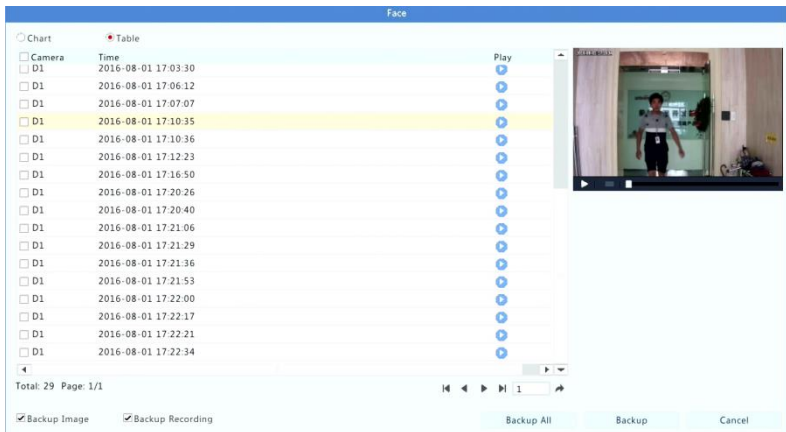 Face
Chart Table
Camera Time Play
D1 2016-08-01 17:03:30
D1 2016-08-01 17:06:12
D1 2016-08-01 17:07:07
D1 2016-08-01 17:10:35
D1 2016-08-01 17:10:36
D1 2016-08-01 17:12:23
D1 2016-08-01 17:16:50
D1 2016-08-01 17:20:26
D1 2016-08-01 17:20:40
D1 2016-08-01 17:21:06
D1 2016-08-01 17:21:29
D1 2016-08-01 17:21:36
D1 2016-08-01 17:21:53
D1 2016-08-01 17:22:00
D1 2016-08-01 17:22:17
D1 2016-08-01 17:22:21
D1 2016-08-01 17:22:34
Total: 29 Page: 1/1 1
Backup Image Backup Recording Backup All Backup Cancel